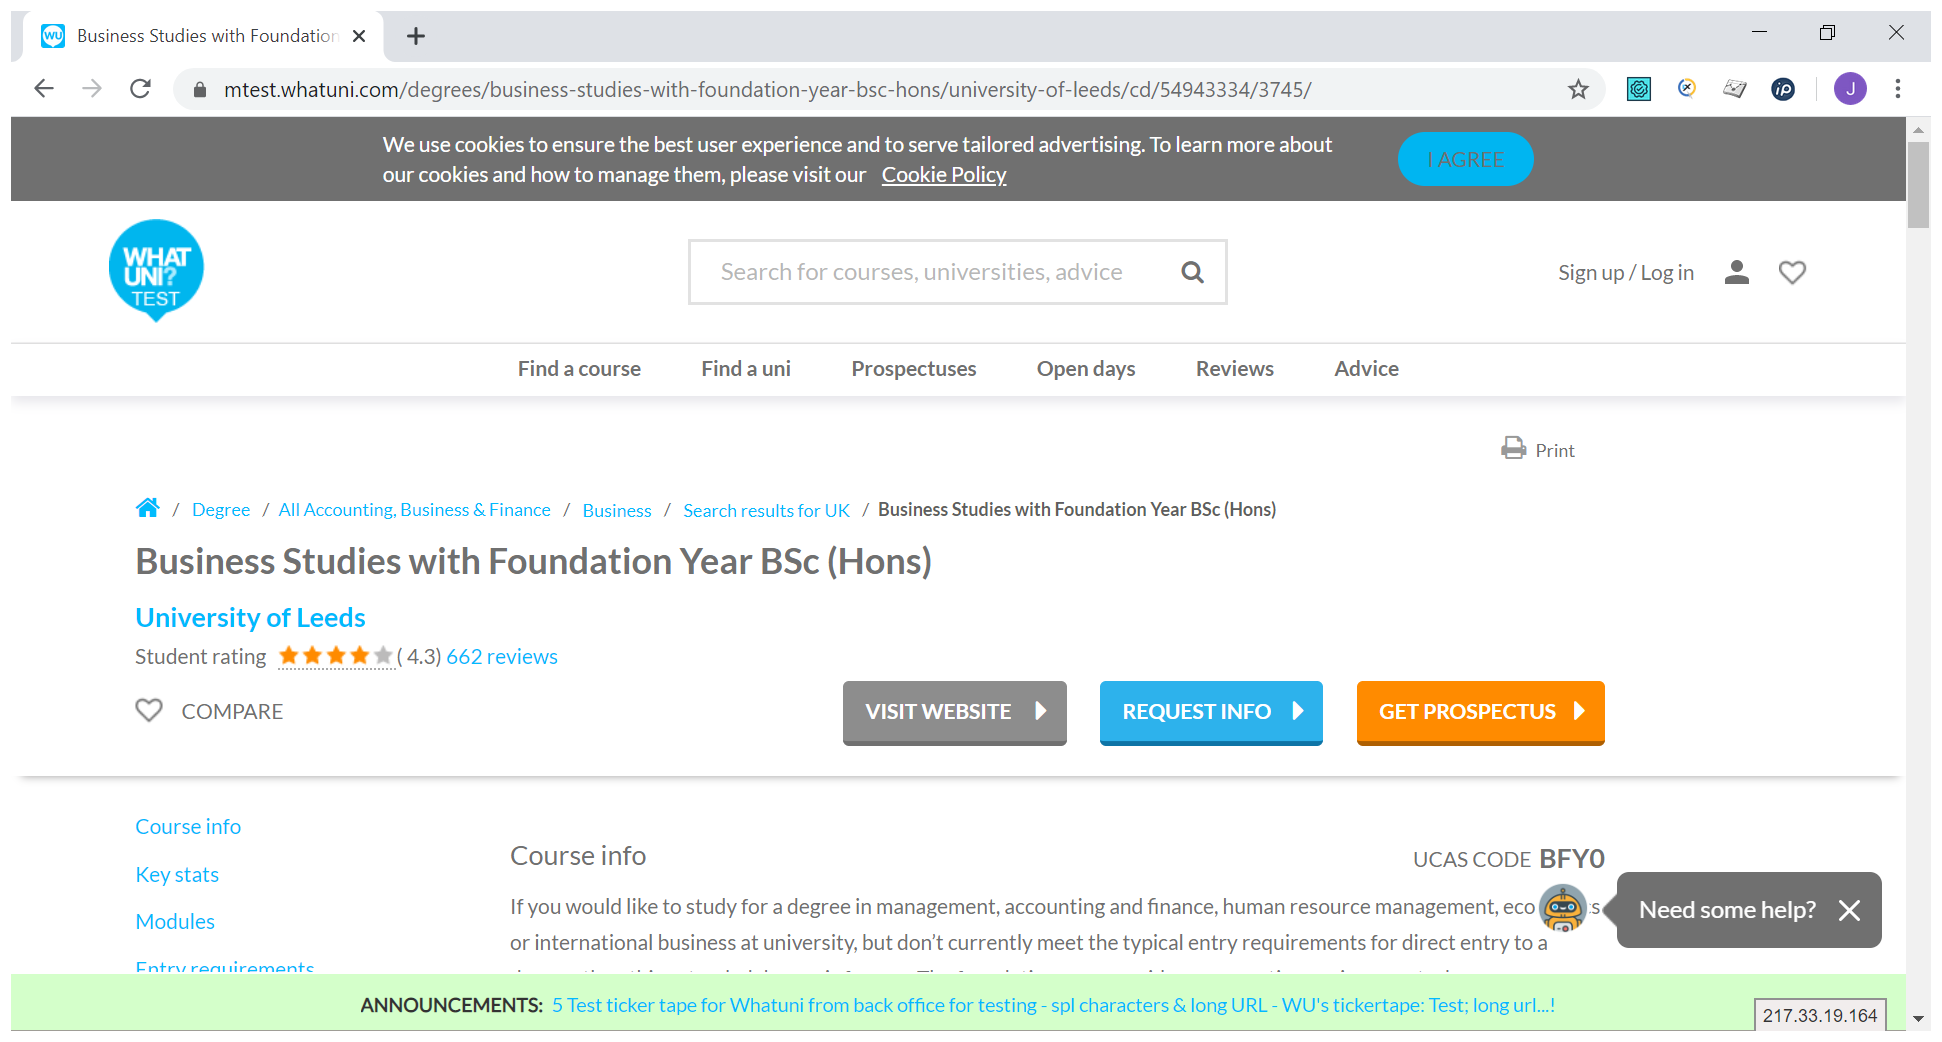 Business Studies with Foundation
mtest.whatuni.com/degrees/business-studies-with-foundation-year-bsc-hons/university-of-leeds/cd/54943334/3745/
J
We use cookies to ensure the best user experience and to serve tailored advertising. To learn more about
our cookies and how to manage them, please visit our Cookie Policy
I AGREE
WHAT
UNI?
TEST
Search for courses, universities, advice
Sign up / Log in
Find a course Find a uni Prospectuses Open days Reviews Advice
Print
/ Degree / All Accounting, Business & Finance / Business / Search results for UK / Business Studies with Foundation Year BSc (Hons)
Business Studies with Foundation Year BSc (Hons)
University of Leeds
Student rating ( 4.3) 662 reviews
COMPARE
VISIT WEBSITE REQUEST INFO GET PROSPECTUS
Course info
Key stats
Modules
Entry requirements
Course info
UCAS CODE BFY0
If you would like to study for a degree in management, accounting and finance, human resource management, eco s
or international business at university, but don’t currently meet the typical entry requirements for direct entry to a
Need some help?
ANNOUNCEMENTS: 5 Test ticker tape for Whatuni from back office for testing - spl characters & long URL - WU's tickertape: Test; long url...!
217.33.19.164